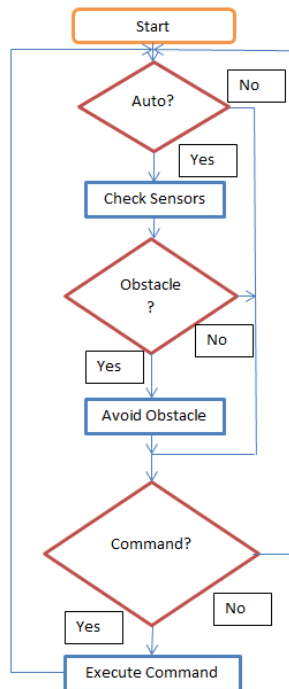 Start
Auto?
No
Yes
Check Sensors
Obstacle
?
No
Yes
Avoid Obstacle
Command?
No
Yes
Execute Command